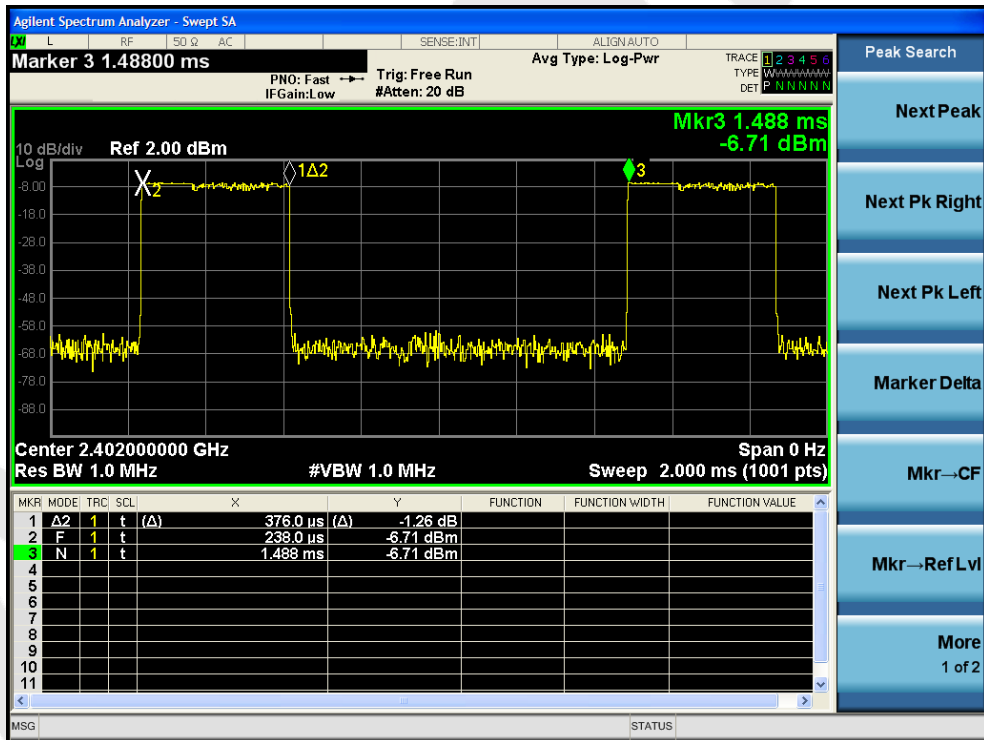 Agilent Spectrum Analyzer - Swept SA
LXI L RF 50 Ω AC SENSE:INT ALIGNAUTO
Marker 3 1.48800 ms
PNO: Fast
IFGain:Low
Trig: Free Run
#Atten: 20 dB
Avg Type: Log-Pwr
TRACE 1 2 3 4 5 6
TYPE W
DET P N N N N N
Mkr3 1.488 ms
-6.71 dBm
10 dB/div Ref 2.00 dBm
Log
1Δ2
3
2
-8.00
-18.0
-28.0
-38.0
-48.0
-58.0
-68.0
-78.0
-88.0
Center 2.402000000 GHz Span 0 Hz
Res BW 1.0 MHz #VBW 1.0 MHz Sweep 2.000 ms (1001 pts)
MKR MODE TRC SCL X Y FUNCTION FUNCTION WIDTH FUNCTION VALUE
1 Δ2 1 t (Δ) 376.0 µs (Δ) -1.26 dB
2 F 1 t 238.0 µs -6.71 dBm
3 N 1 t 1.488 ms -6.71 dBm
4
5
6
7
8
9
10
11
MSG STATUS
Peak Search
Next Peak
Next Pk Right
Next Pk Left
Marker Delta
Mkr→CF
Mkr→Ref Lvl
More
1 of 2